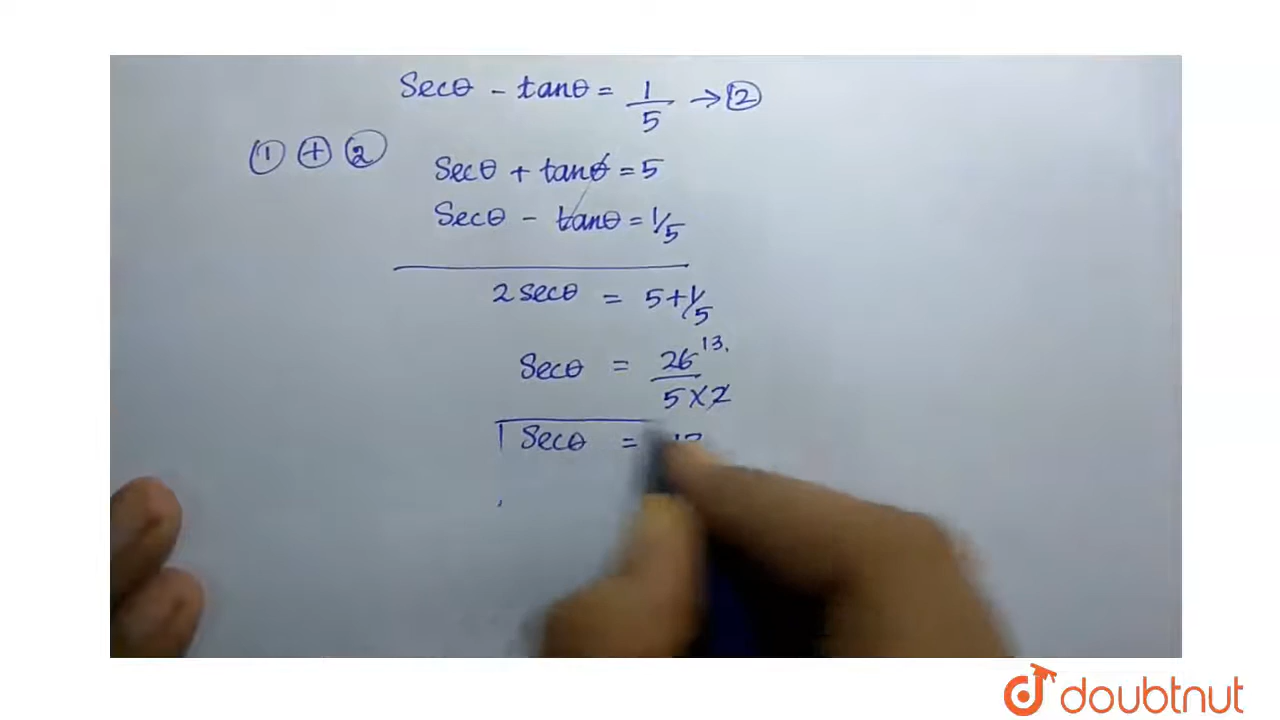 Secθ - tanθ = 1/5 → ②
① ⊕ ②
Secθ + tanθ = 5
Secθ - tanθ = 1/5
2 secθ = 5 + 1/5
13.
Secθ = 26/5×2
Secθ =
doubtnut